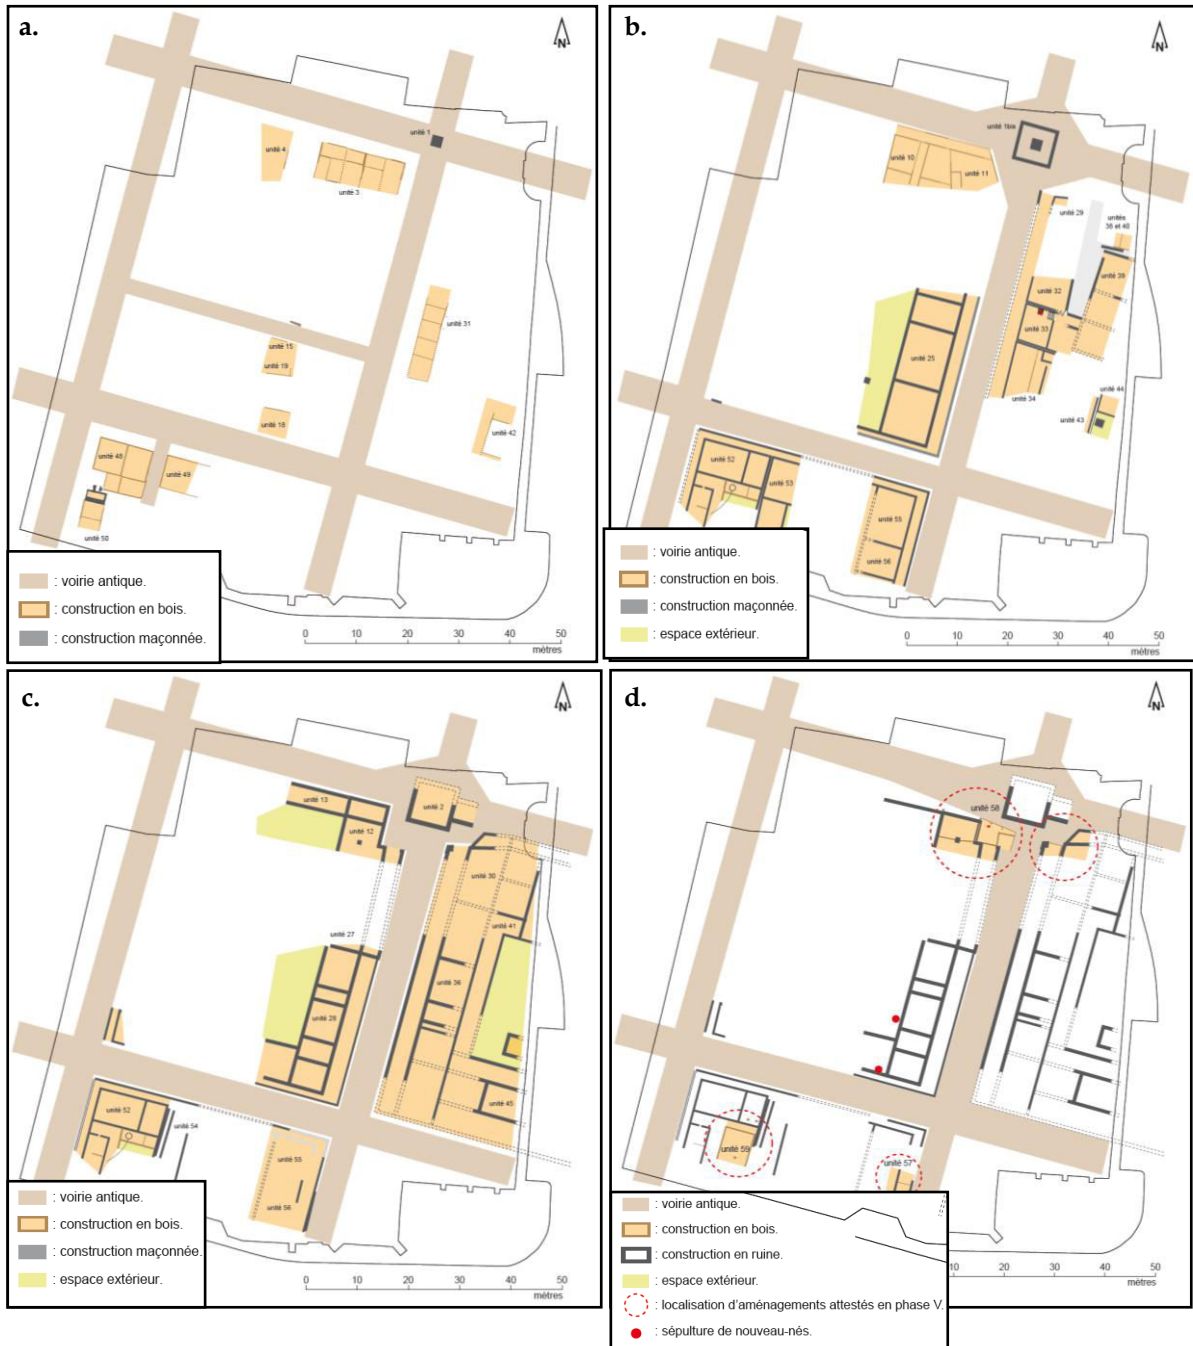 a.
N
unité 1
unité 4
unité 3
unité 31
unité 15
unité 19
unité 18
unité 42
unité 48
unité 49
unité 50
: voirie antique.
: construction en bois.
: construction maçonnée.
0 10 20 30 40 50
mètres
b.
N
unité 1bis
unité 10
unité 11
unité 29
unités
38 et 40
unité 39
unité 32
unité 33
unité 25
unité 34
unité 44
unité 43
unité 52
unité 53
unité 55
unité 56
: voirie antique.
: construction en bois.
: construction maçonnée.
: espace extérieur.
0 10 20 30 40 50
mètres
c.
N
unité 13
unité 2
unité 12
unité 30
unité 41
unité 27
unité 36
unité 28
unité 45
unité 52
unité 54
unité 55
unité 56
: voirie antique.
: construction en bois.
: construction maçonnée.
: espace extérieur.
0 10 20 30 40 50
mètres
d.
N
unité 58
unité 59
unité 57
: voirie antique.
: construction en bois.
: construction en ruine.
: espace extérieur.
: localisation d'aménagements attestés en phase V.
: sépulture de nouveau-nés.
10 20 30 40 50
mètres